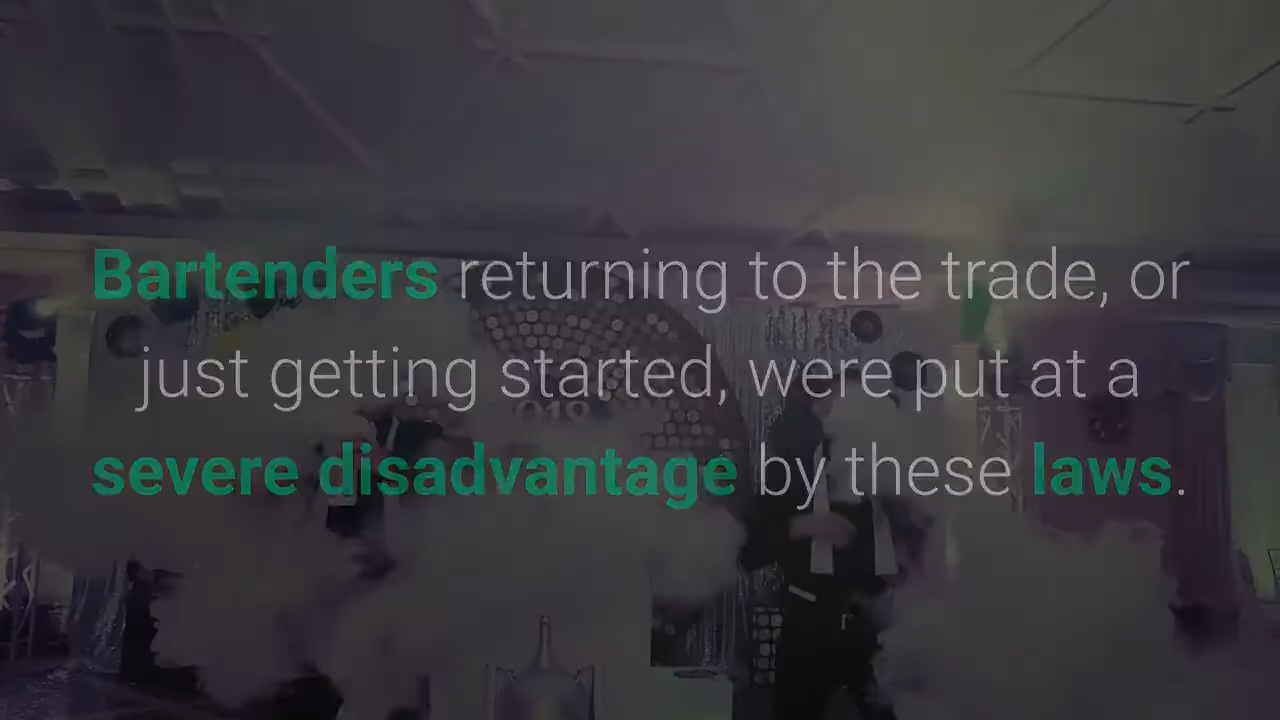 Bartenders returning to the trade, or
just getting started, were put at a
severe disadvantage by these laws.